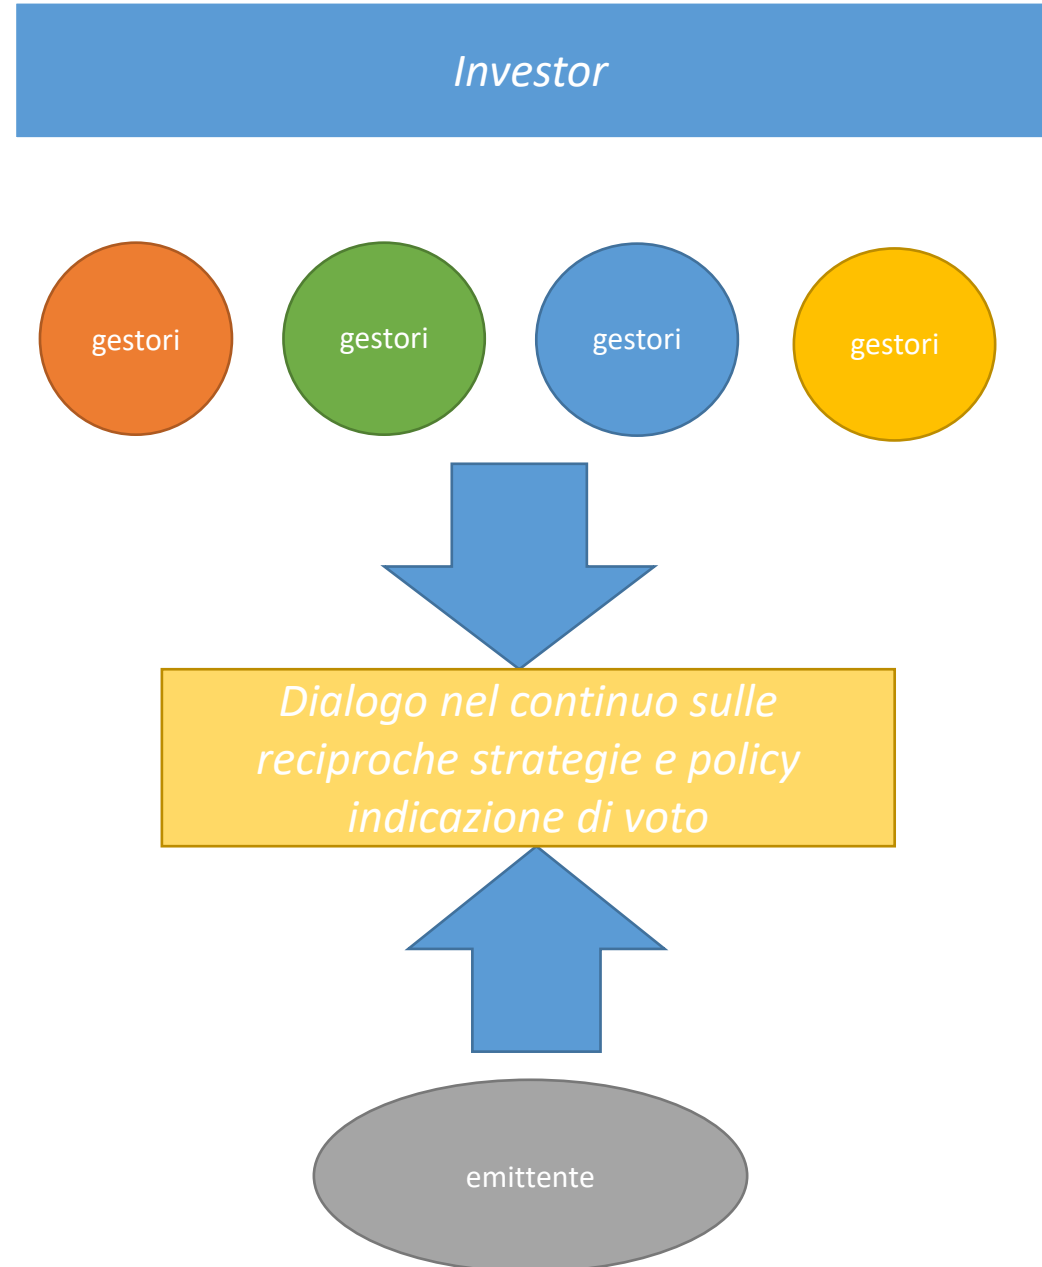 Investor
gestori
gestori
gestori
gestori
Dialogo nel continuo sulle
reciproche strategie e policy
indicazione di voto
emittente